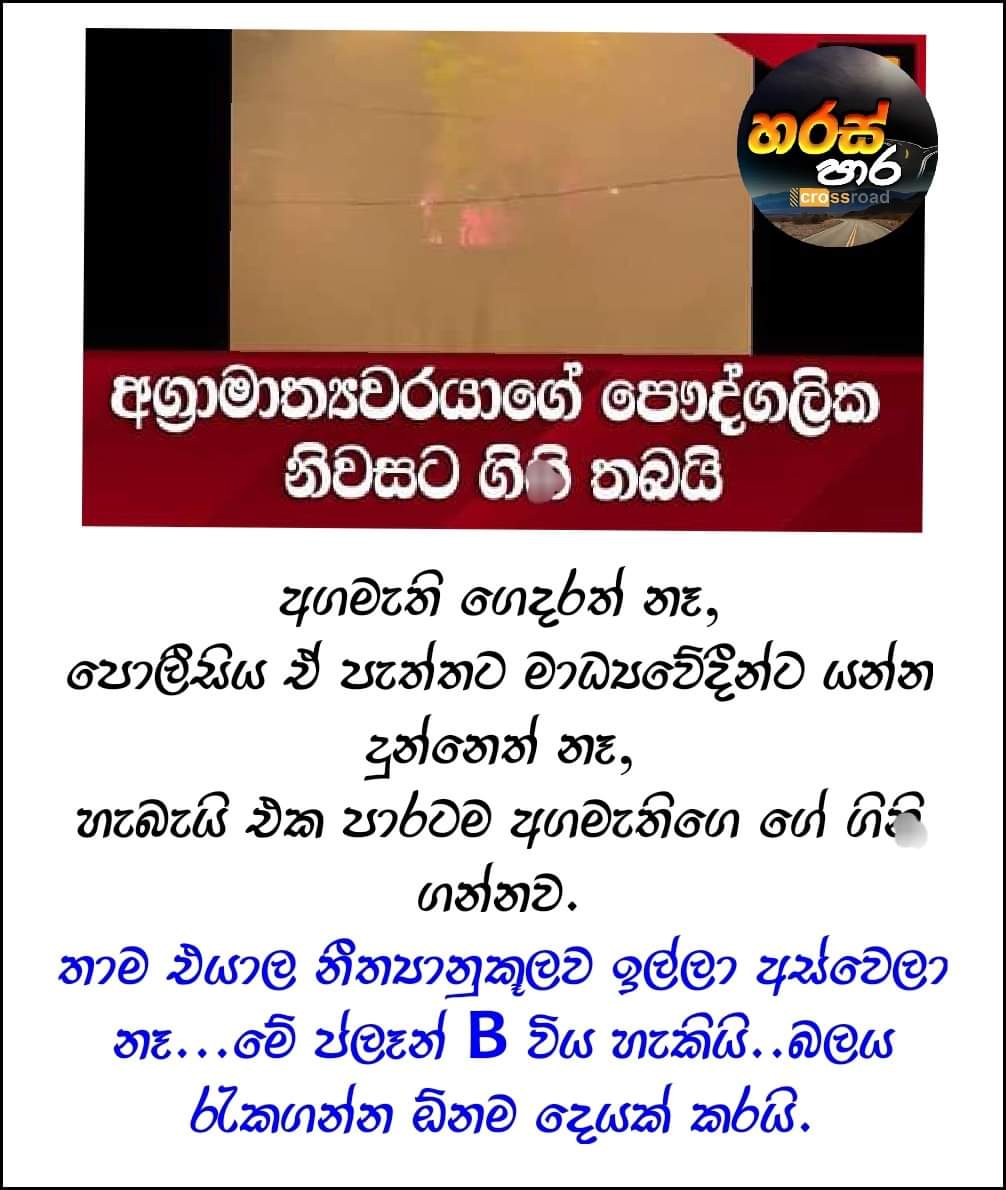 හරස්
පාර
crossroad
අග්‍රාමාත්‍යවරයාගේ පෞද්ගලික
නිවසට ගිනි තබයි
අගමැති ගෙදරත් නෑ,
පොලීසිය ඒ පැත්තට මාධ්‍යවේදීන්ට යන්න
දුන්නෙත් නෑ,
හැබැයි එක පාරටම අගමැතිගෙ ගේ ගිනි
ගන්නව.
තාම එයාල නීත්‍යානුකූලව ඉල්ලා අස්වෙලා
නෑ...මේ ප්ලෑන් B විය හැකියි..බලය
රැකගන්න ඕනම දෙයක් කරයි.